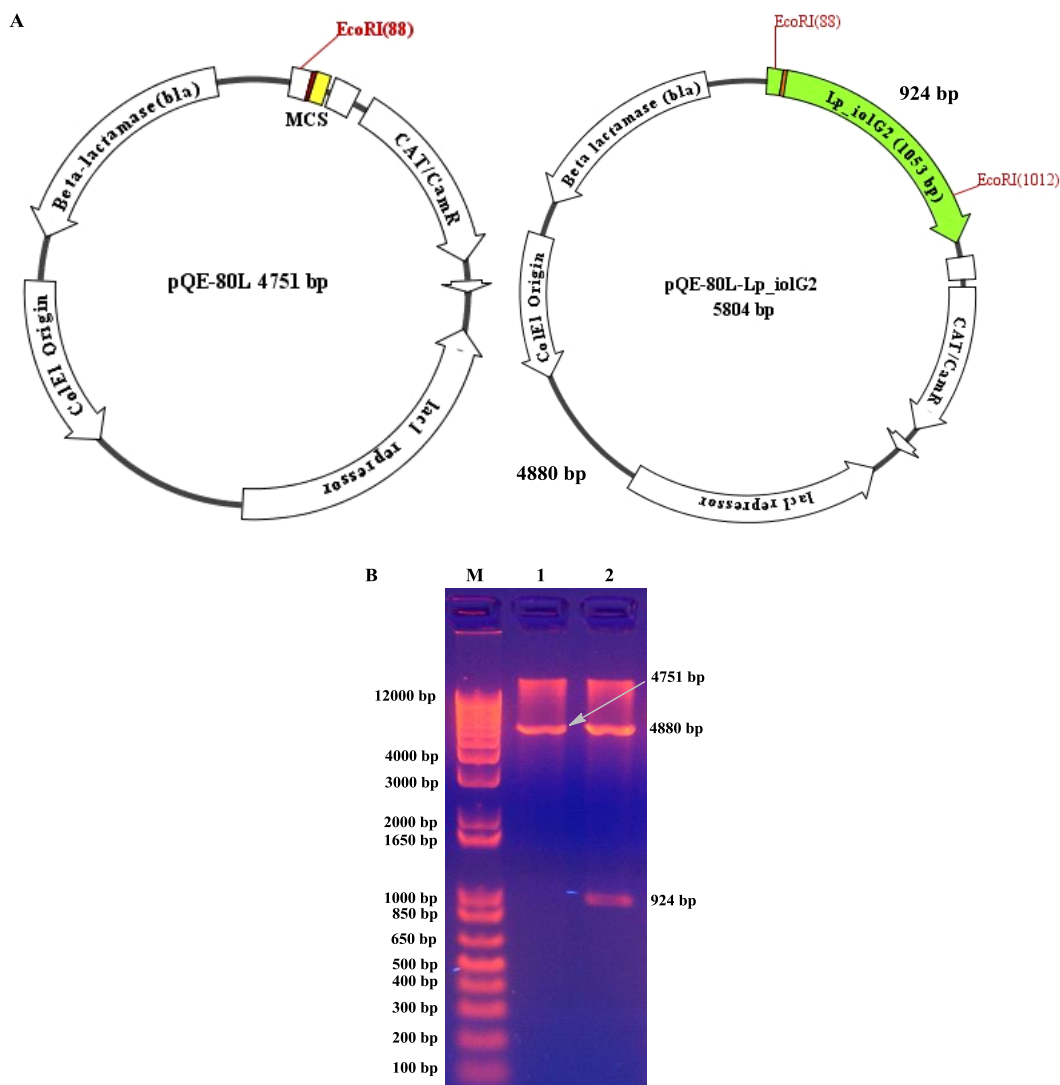 A
EcoRI(88)
MCS
Beta-lactamase(bla)
CAT/CamR
ColE1 Origin
lacI repressor
pQE-80L 4751 bp
EcoRI(88)
924 bp
Lp_iolG2 (1053 bp)
EcoRI(1012)
Beta lactamase (bla)
ColE1 Origin
pQE-80L-Lp_iolG2
5804 bp
CAT/CamR
4880 bp
lacI repressor
B
M 1 2
4751 bp
12000 bp
4880 bp
4000 bp
3000 bp
2000 bp
1650 bp
1000 bp
924 bp
850 bp
650 bp
500 bp
400 bp
300 bp
200 bp
100 bp